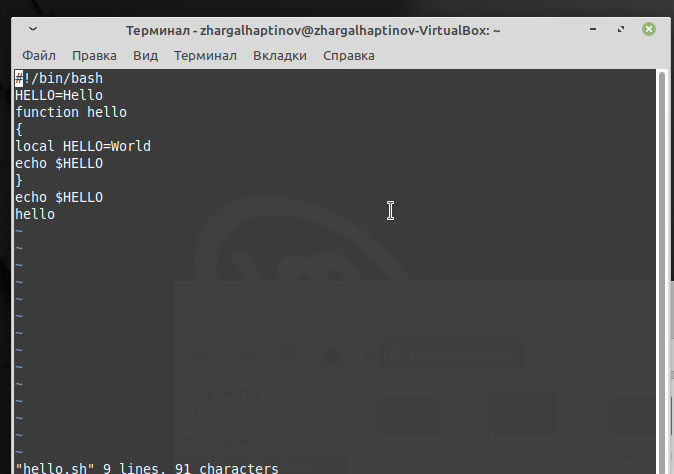 Терминал - zhargalhaptinov@zhargalhaptinov-VirtualBox: ~
Файл Правка Вид Терминал Вкладки Справка
#!/bin/bash
HELLO=Hello
function hello
{
local HELLO=World
echo $HELLO
}
echo $HELLO
hello
~
~
~
~
~
~
~
~
~
~
~
~
~
~
"hello.sh" 9 lines, 91 characters